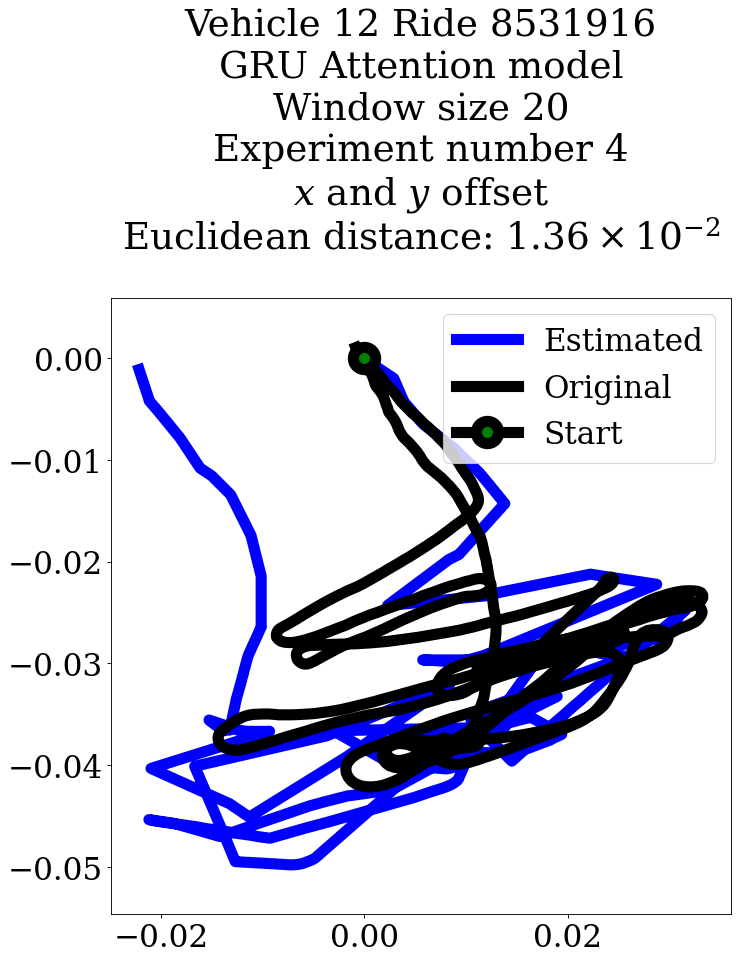 Vehicle 12 Ride 8531916
GRU Attention model
Window size 20
Experiment number 4
x and y offset
Euclidean distance: 1.36 × 10⁻²
Estimated
Original
Start
0.00
−0.01
−0.02
−0.03
−0.04
−0.05
−0.02 0.00 0.02